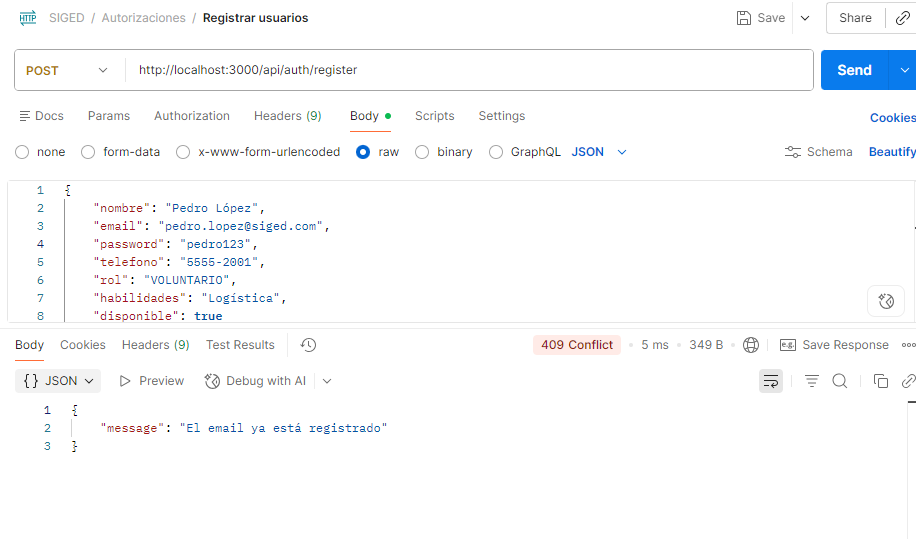 HTTP SIGED / Autorizaciones / Registrar usuarios Save Share
POST http://localhost:3000/api/auth/register Send
Docs Params Authorization Headers (9) Body Scripts Settings Cookies
none form-data x-www-form-urlencoded raw binary GraphQL JSON Schema Beautify
1 {
2 "nombre": "Pedro López",
3 "email": "pedro.lopez@siged.com",
4 "password": "pedro123",
5 "telefono": "5555-2001",
6 "rol": "VOLUNTARIO",
7 "habilidades": "Logística",
8 "disponible": true
Body Cookies Headers (9) Test Results 409 Conflict • 5 ms • 349 B • e.g. Save Response
{} JSON Preview Debug with AI
1 {
2 "message": "El email ya está registrado"
3 }